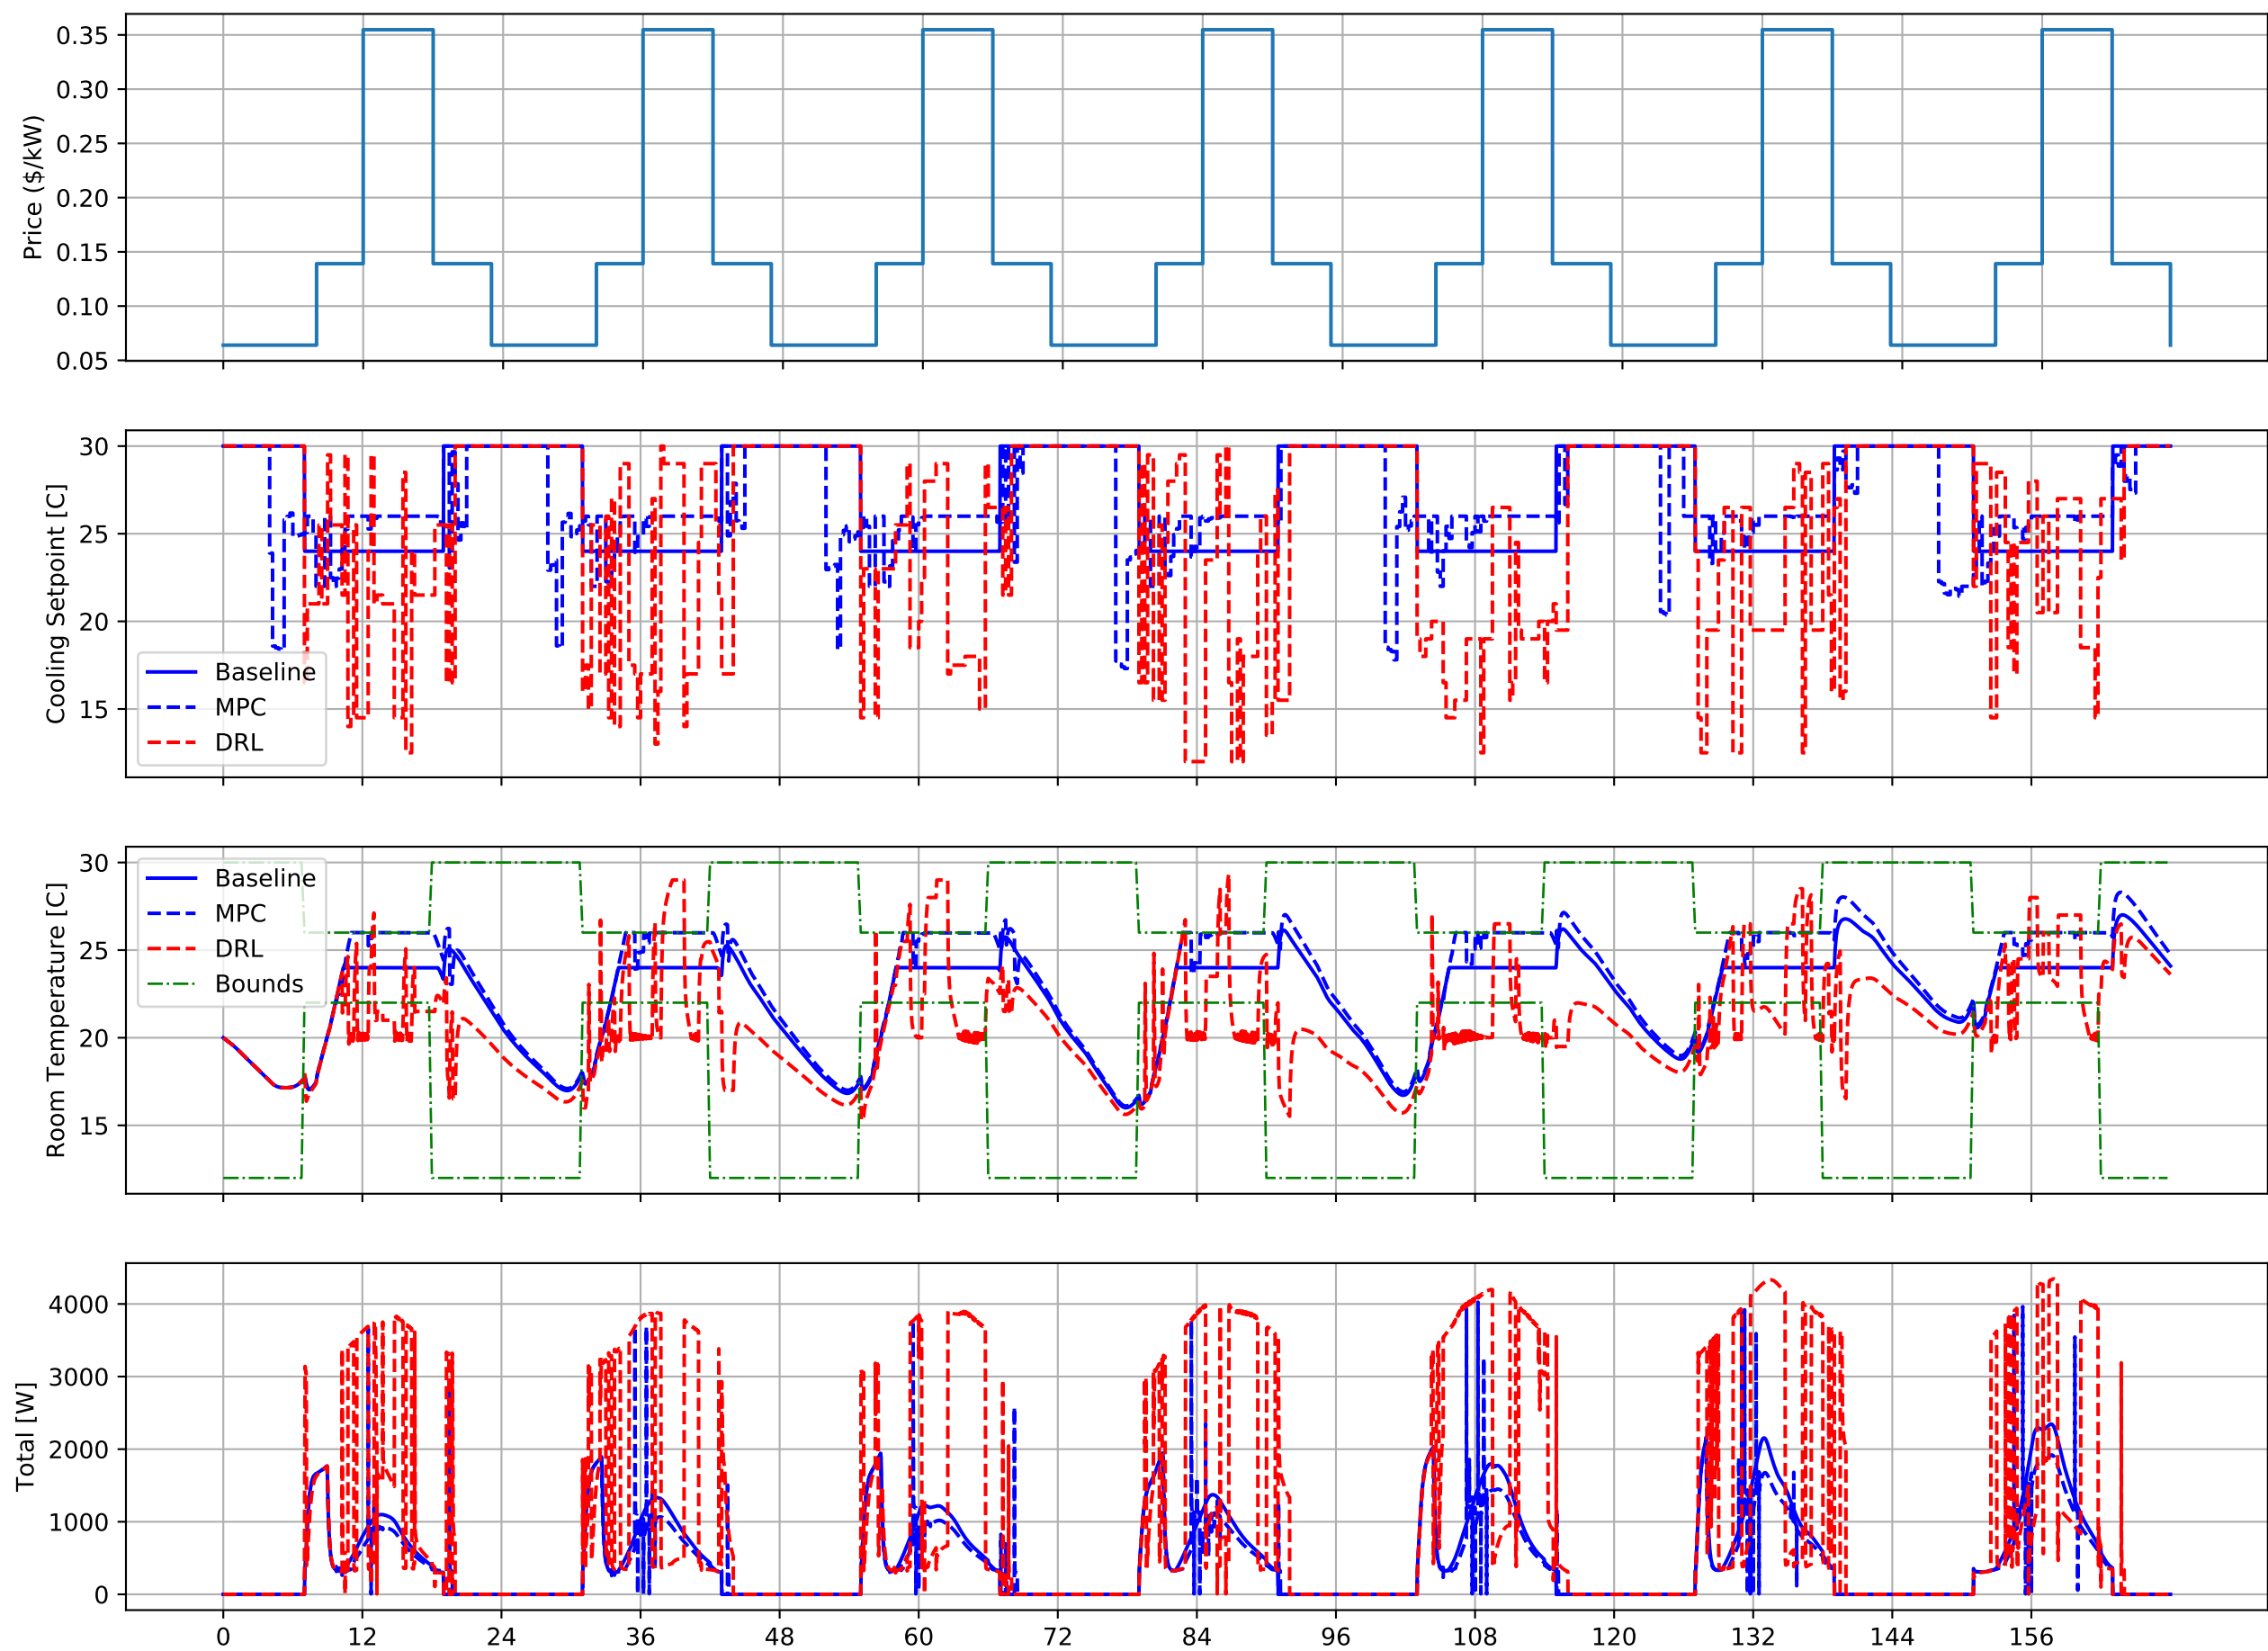 Price ($/kW)
0.35
0.30
0.25
0.20
0.15
0.10
0.05
Cooling Setpoint [C]
30
25
20
15
Baseline
MPC
DRL
Room Temperature [C]
30
25
20
15
Baseline
MPC
DRL
Bounds
Total [W]
4000
3000
2000
1000
0
0 12 24 36 48 60 72 84 96 108 120 132 144 156